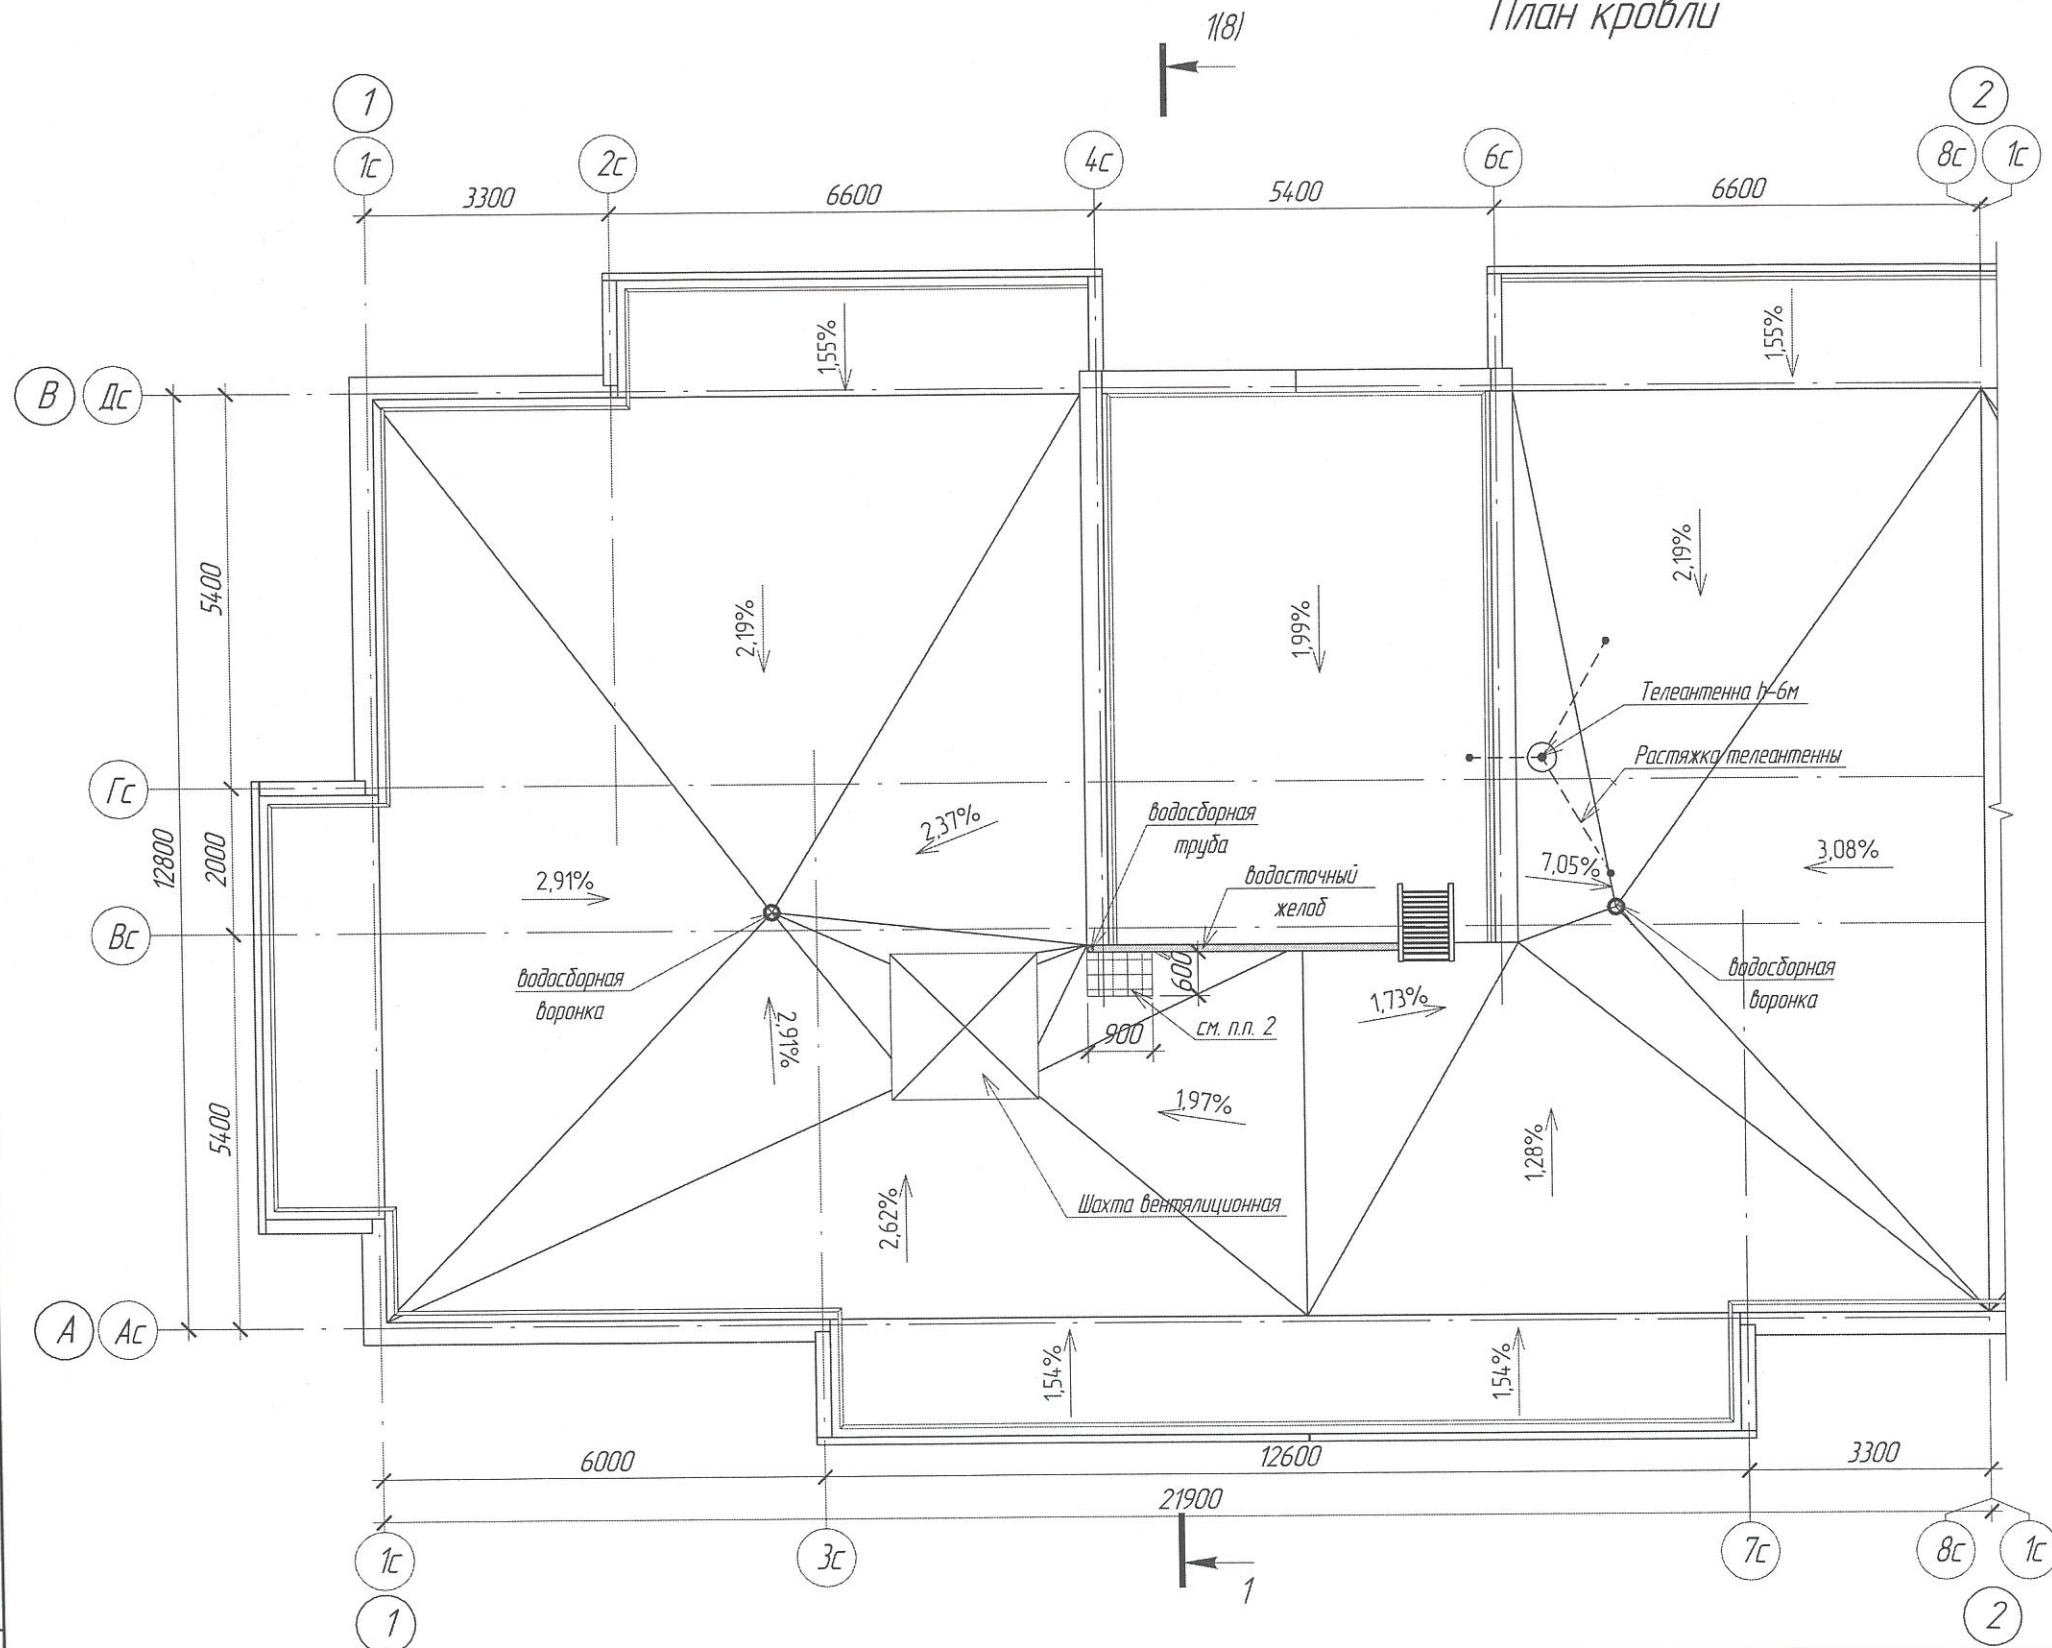 План кровли
1(8)
1
2
1с
2с
4с
6с
8с
1с
3300
6600
5400
6600
1,55%
1,55%
В
Дс
5400
2,19%
1,99%
2,19%
Телеантенна h-6м
Растяжка телеантенны
Гс
12800
2000
2,37%
водосборная
труба
7,05%
3,08%
2,91%
водосточный
желоб
Вс
водосборная
воронка
600
водосборная
воронка
2,91%
900
см. п.п. 2
1,73%
1,97%
5400
1,28%
2,62%
Шахта вентялиционная
А
Ас
1,54%
1,54%
6000
12600
3300
21900
1с
3с
7с
8с
1с
1
1
2